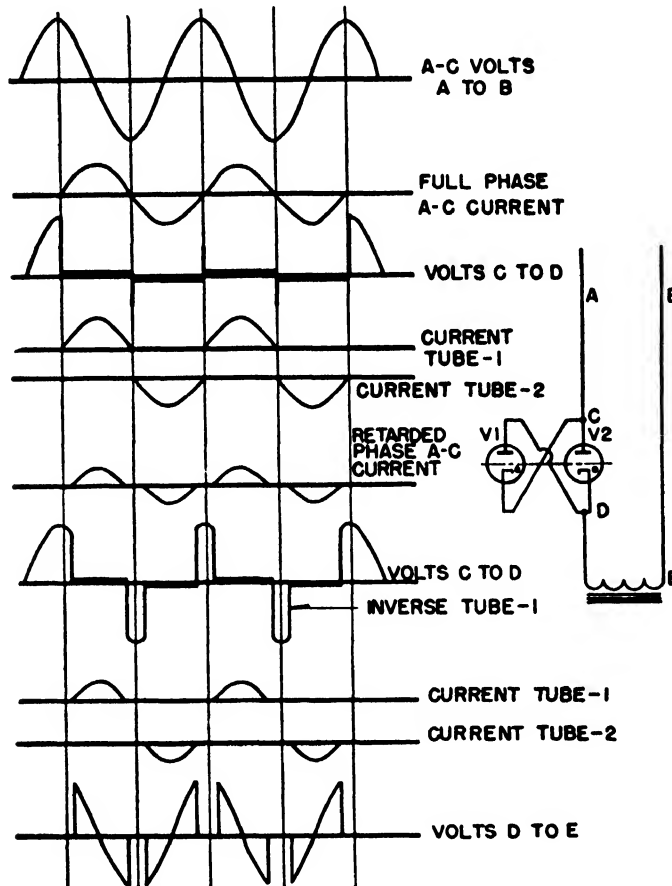 A-C VOLTS
A TO B
FULL PHASE
A-C CURRENT
VOLTS C TO D
CURRENT
TUBE-1
CURRENT TUBE-2
RETARDED
PHASE A-C
CURRENT
VOLTS C TO D
INVERSE TUBE-1
CURRENT TUBE-1
CURRENT TUBE-2
VOLTS D TO E
A
C
V1
V2
D